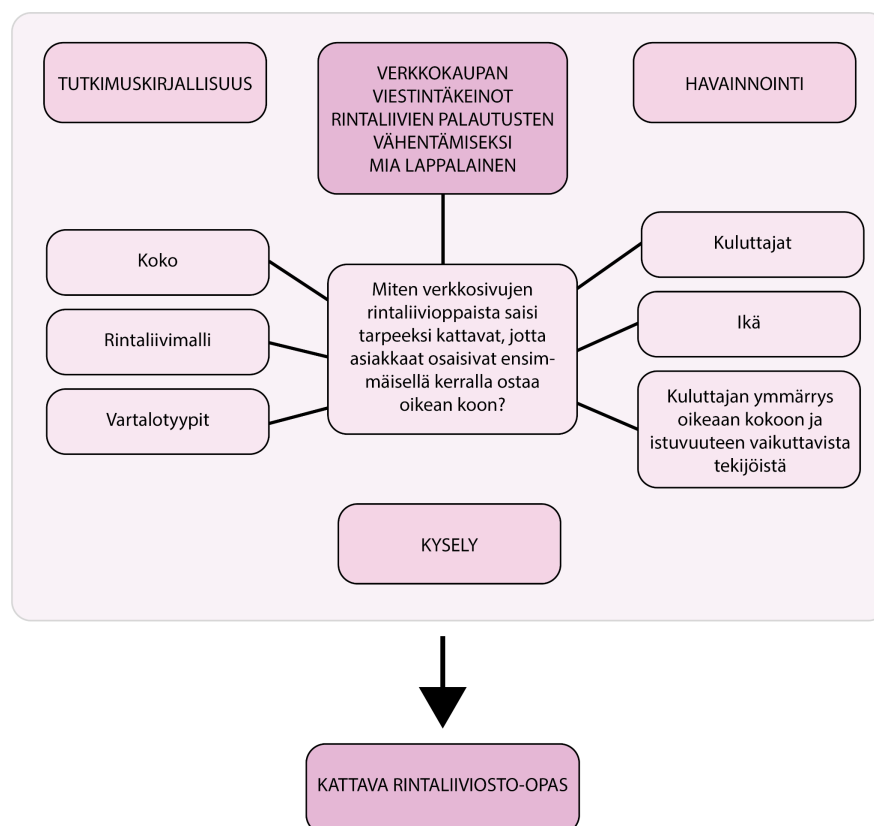 TUTKIMUSKIRJALLISUUS
VERKKOKAUPAN
VIESTINTÄKEINOT
RINTALIIVIEN PALAUTUSTEN
VÄHENTÄMISEKSI
MIA LAPPALAINEN
HAVAINNOINTI
Koko
Rintaliivimalli
Vartalotyypit
Miten verkkosivujen
rintaliivioppaista saisi
tarpeeksi kattavat, jotta
asiakkaat osaisivat ensim-
mäisellä kerralla ostaa
oikean koon?
Kuluttajat
Ikä
Kuluttajan ymmärrys
oikeaan kokoon ja
istuvuuteen vaikuttavista
tekijöistä
KYSELY
KATTAVA RINTALIIVIOSTO-OPAS